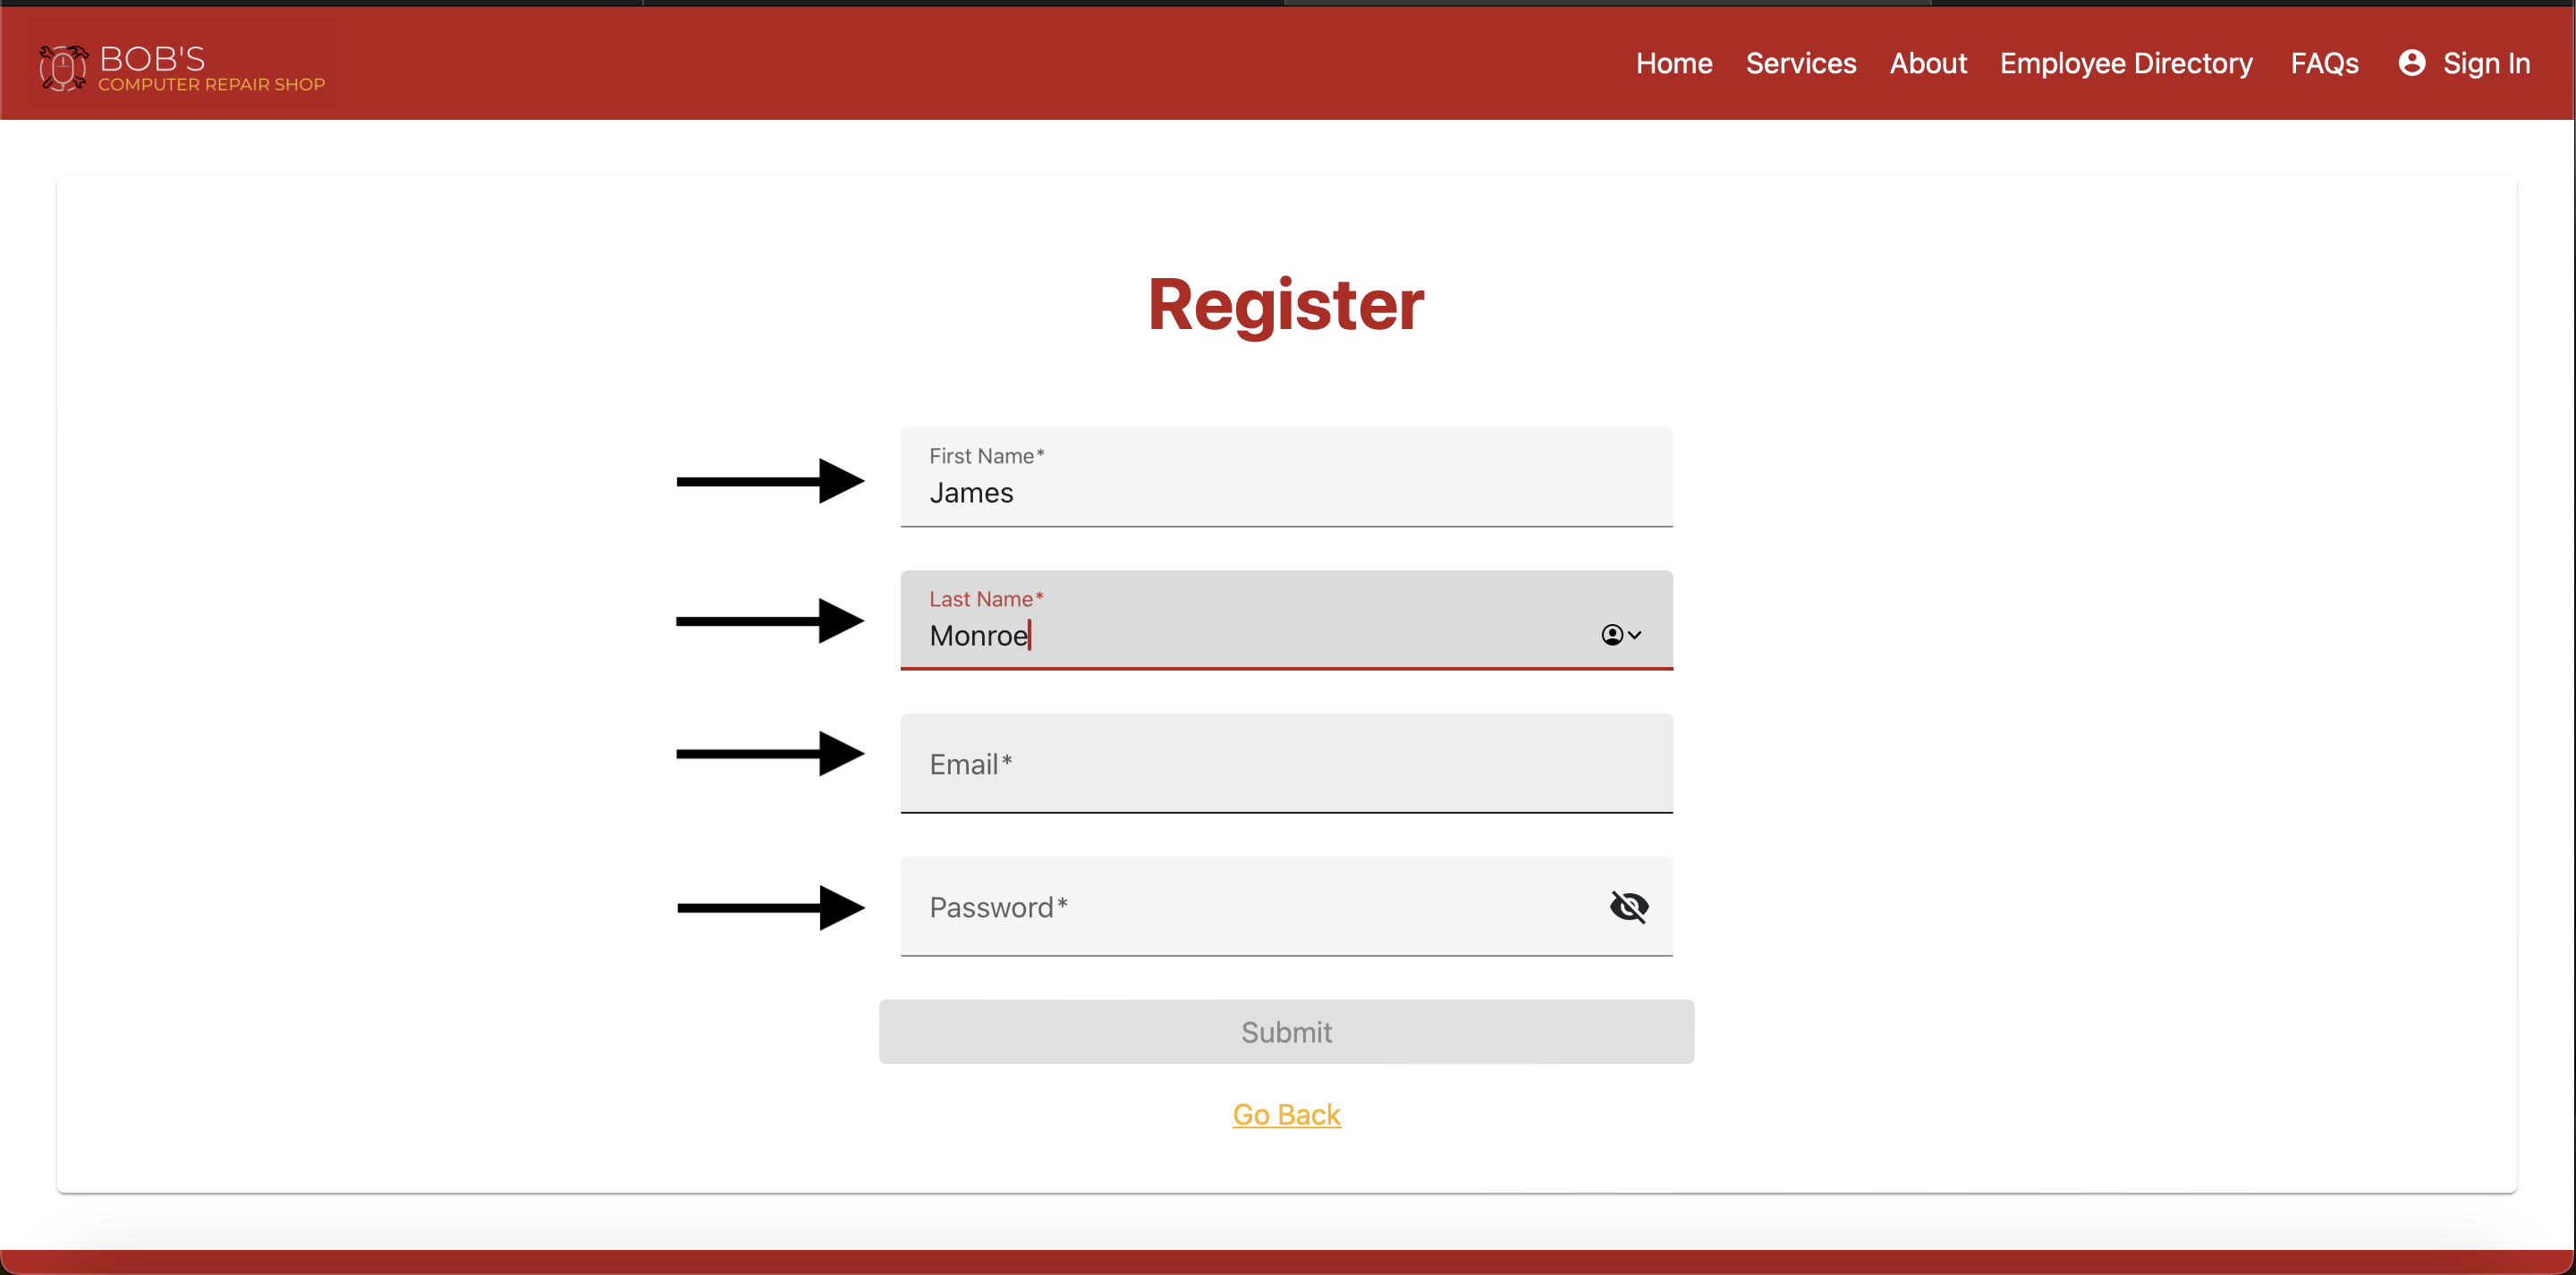 BOB'S
COMPUTER REPAIR SHOP
Home Services About Employee Directory FAQs Sign In
Register
First Name*
James
Last Name*
Monroe
Email*
Password*
Submit
Go Back